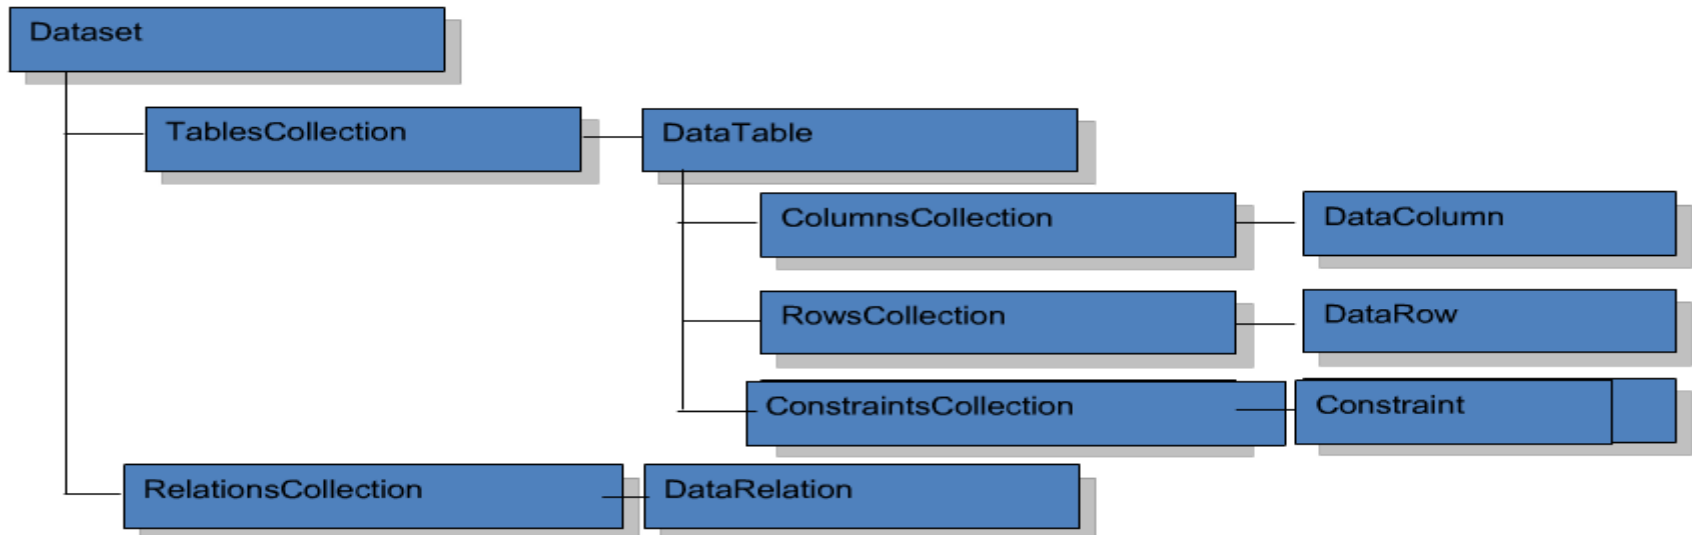 Dataset
TablesCollection
DataTable
ColumnsCollection
DataColumn
RowsCollection
DataRow
ConstraintsCollection
Constraint
RelationsCollection
DataRelation